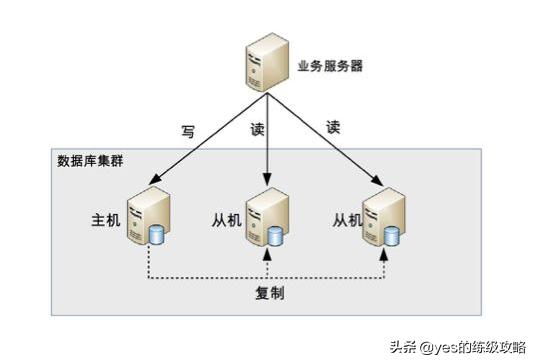 业务服务器
写
读
读
数据库集群
主机
从机
从机
复制
头条 @yes的练级攻略